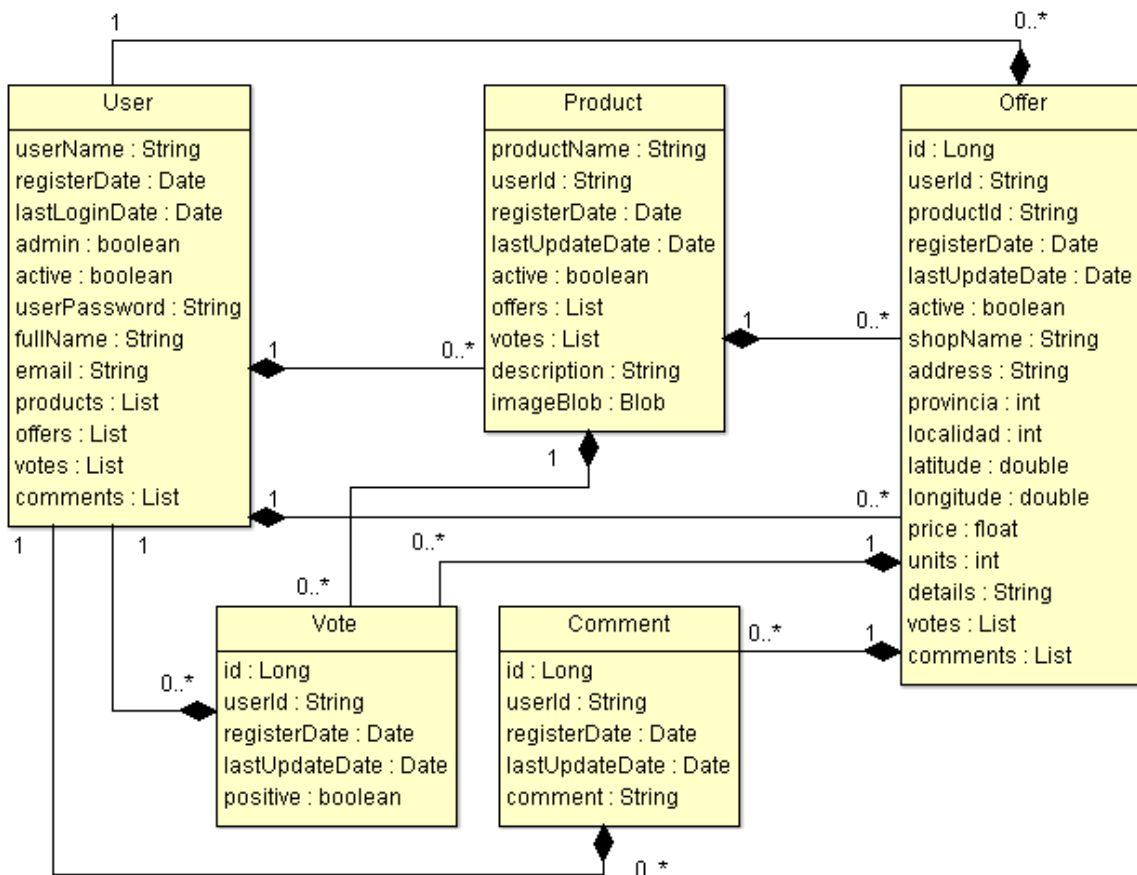 1
0..*
User
userName : String
registerDate : Date
lastLoginDate : Date
admin : boolean
active : boolean
userPassword : String
fullName : String
email : String
products : List
offers : List
votes : List
comments : List
Product
productName : String
userId : String
registerDate : Date
lastUpdateDate : Date
active : boolean
offers : List
votes : List
description : String
imageBlob : Blob
Offer
id : Long
userId : String
productId : String
registerDate : Date
lastUpdateDate : Date
active : boolean
shopName : String
address : String
provincia : int
localidad : int
latitude : double
longitude : double
price : float
units : int
details : String
votes : List
comments : List
1
0..*
1
0..*
1
1
0..*
1
1
0..*
1
0..*
0..*
1
0..*
Vote
id : Long
userId : String
registerDate : Date
lastUpdateDate : Date
positive : boolean
Comment
id : Long
userId : String
registerDate : Date
lastUpdateDate : Date
comment : String
0..*